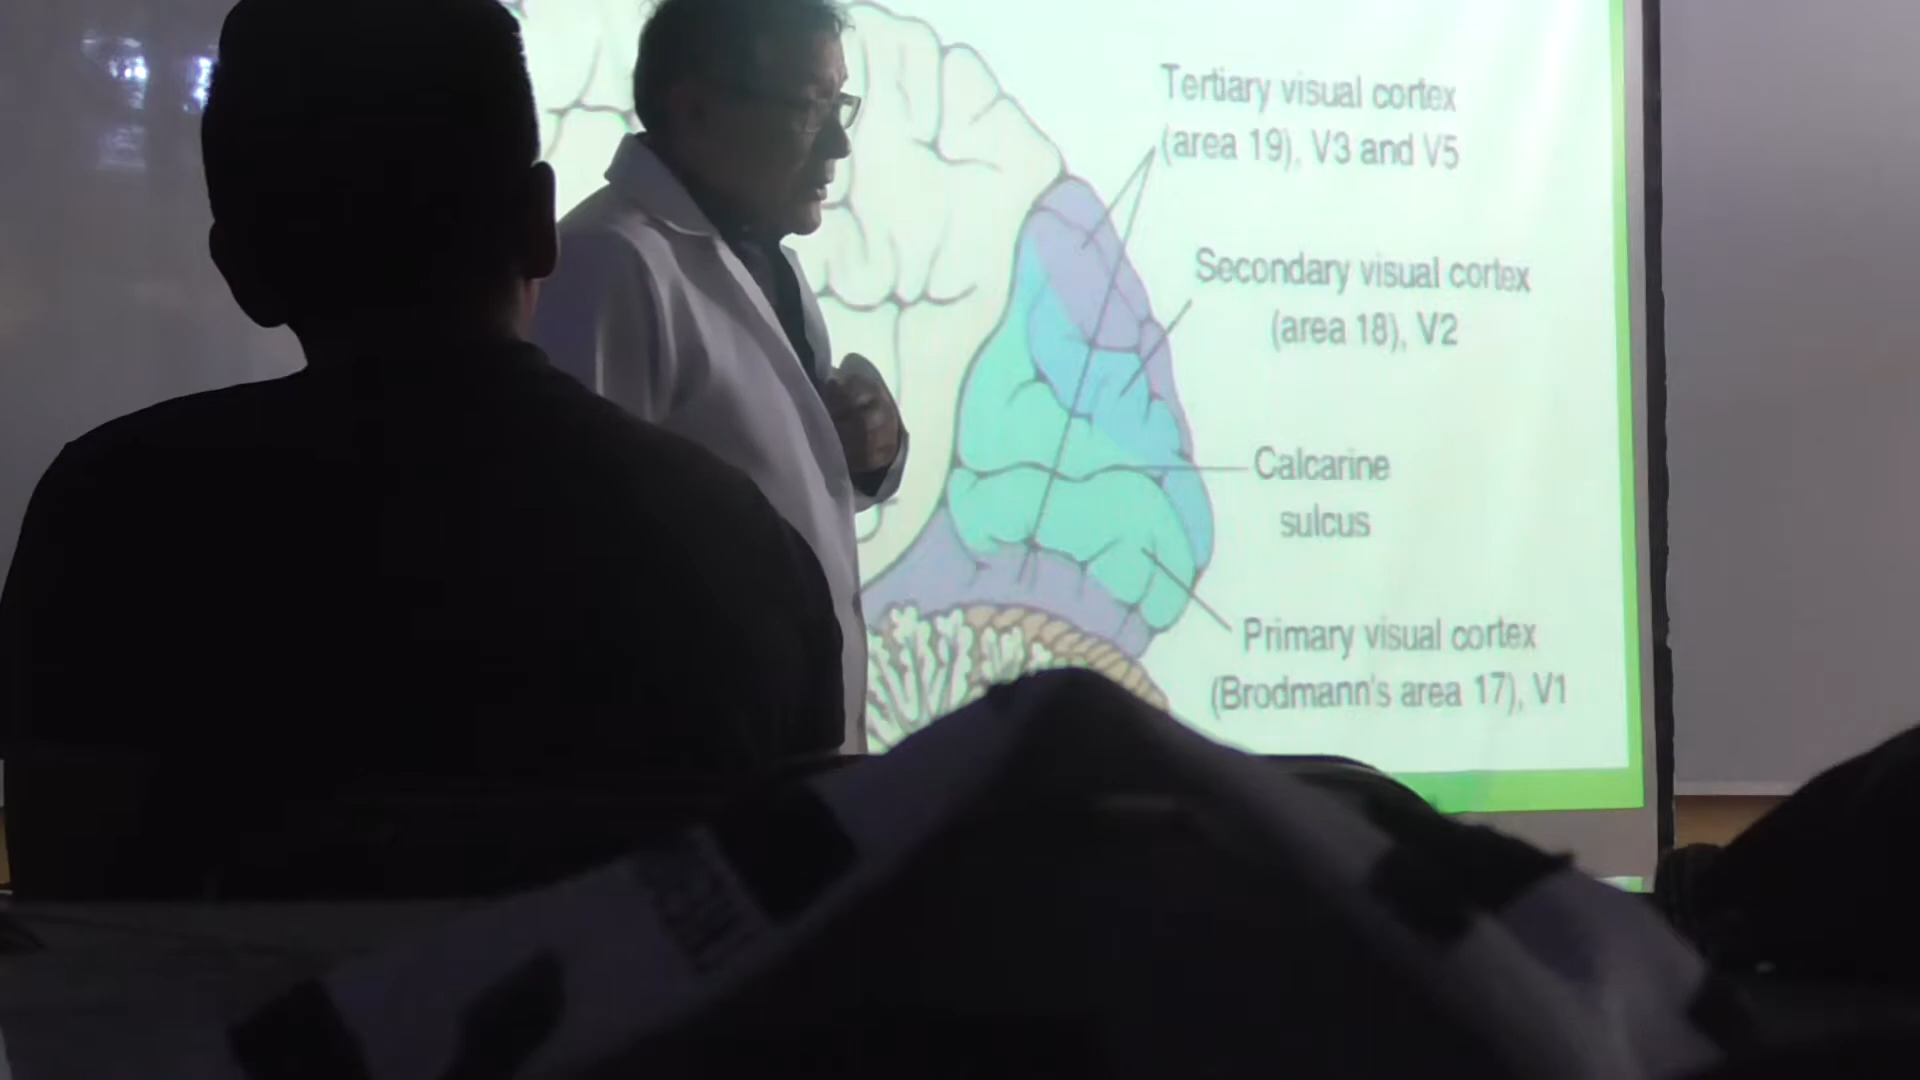 Tertiary visual cortex
(area 19), V3 and V5
Secondary visual cortex
(area 18), V2
Calcarine
sulcus
Primary visual cortex
(Brodmann's area 17), V1